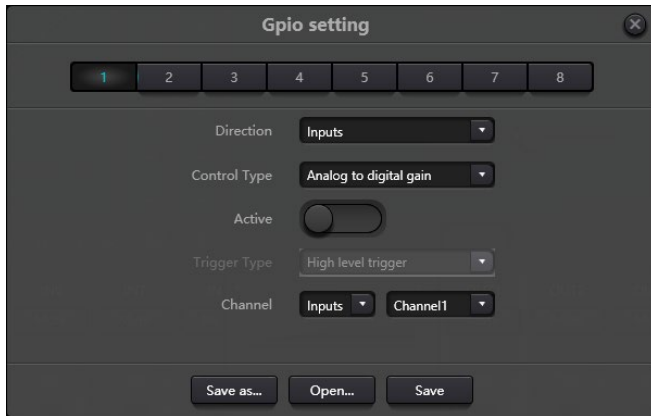 Gpio setting
1 2 3 4 5 6 7 8
Direction Inputs
Control Type Analog to digital gain
Active
Trigger Type High level trigger
Channel Inputs Channel1
Save as... Open... Save